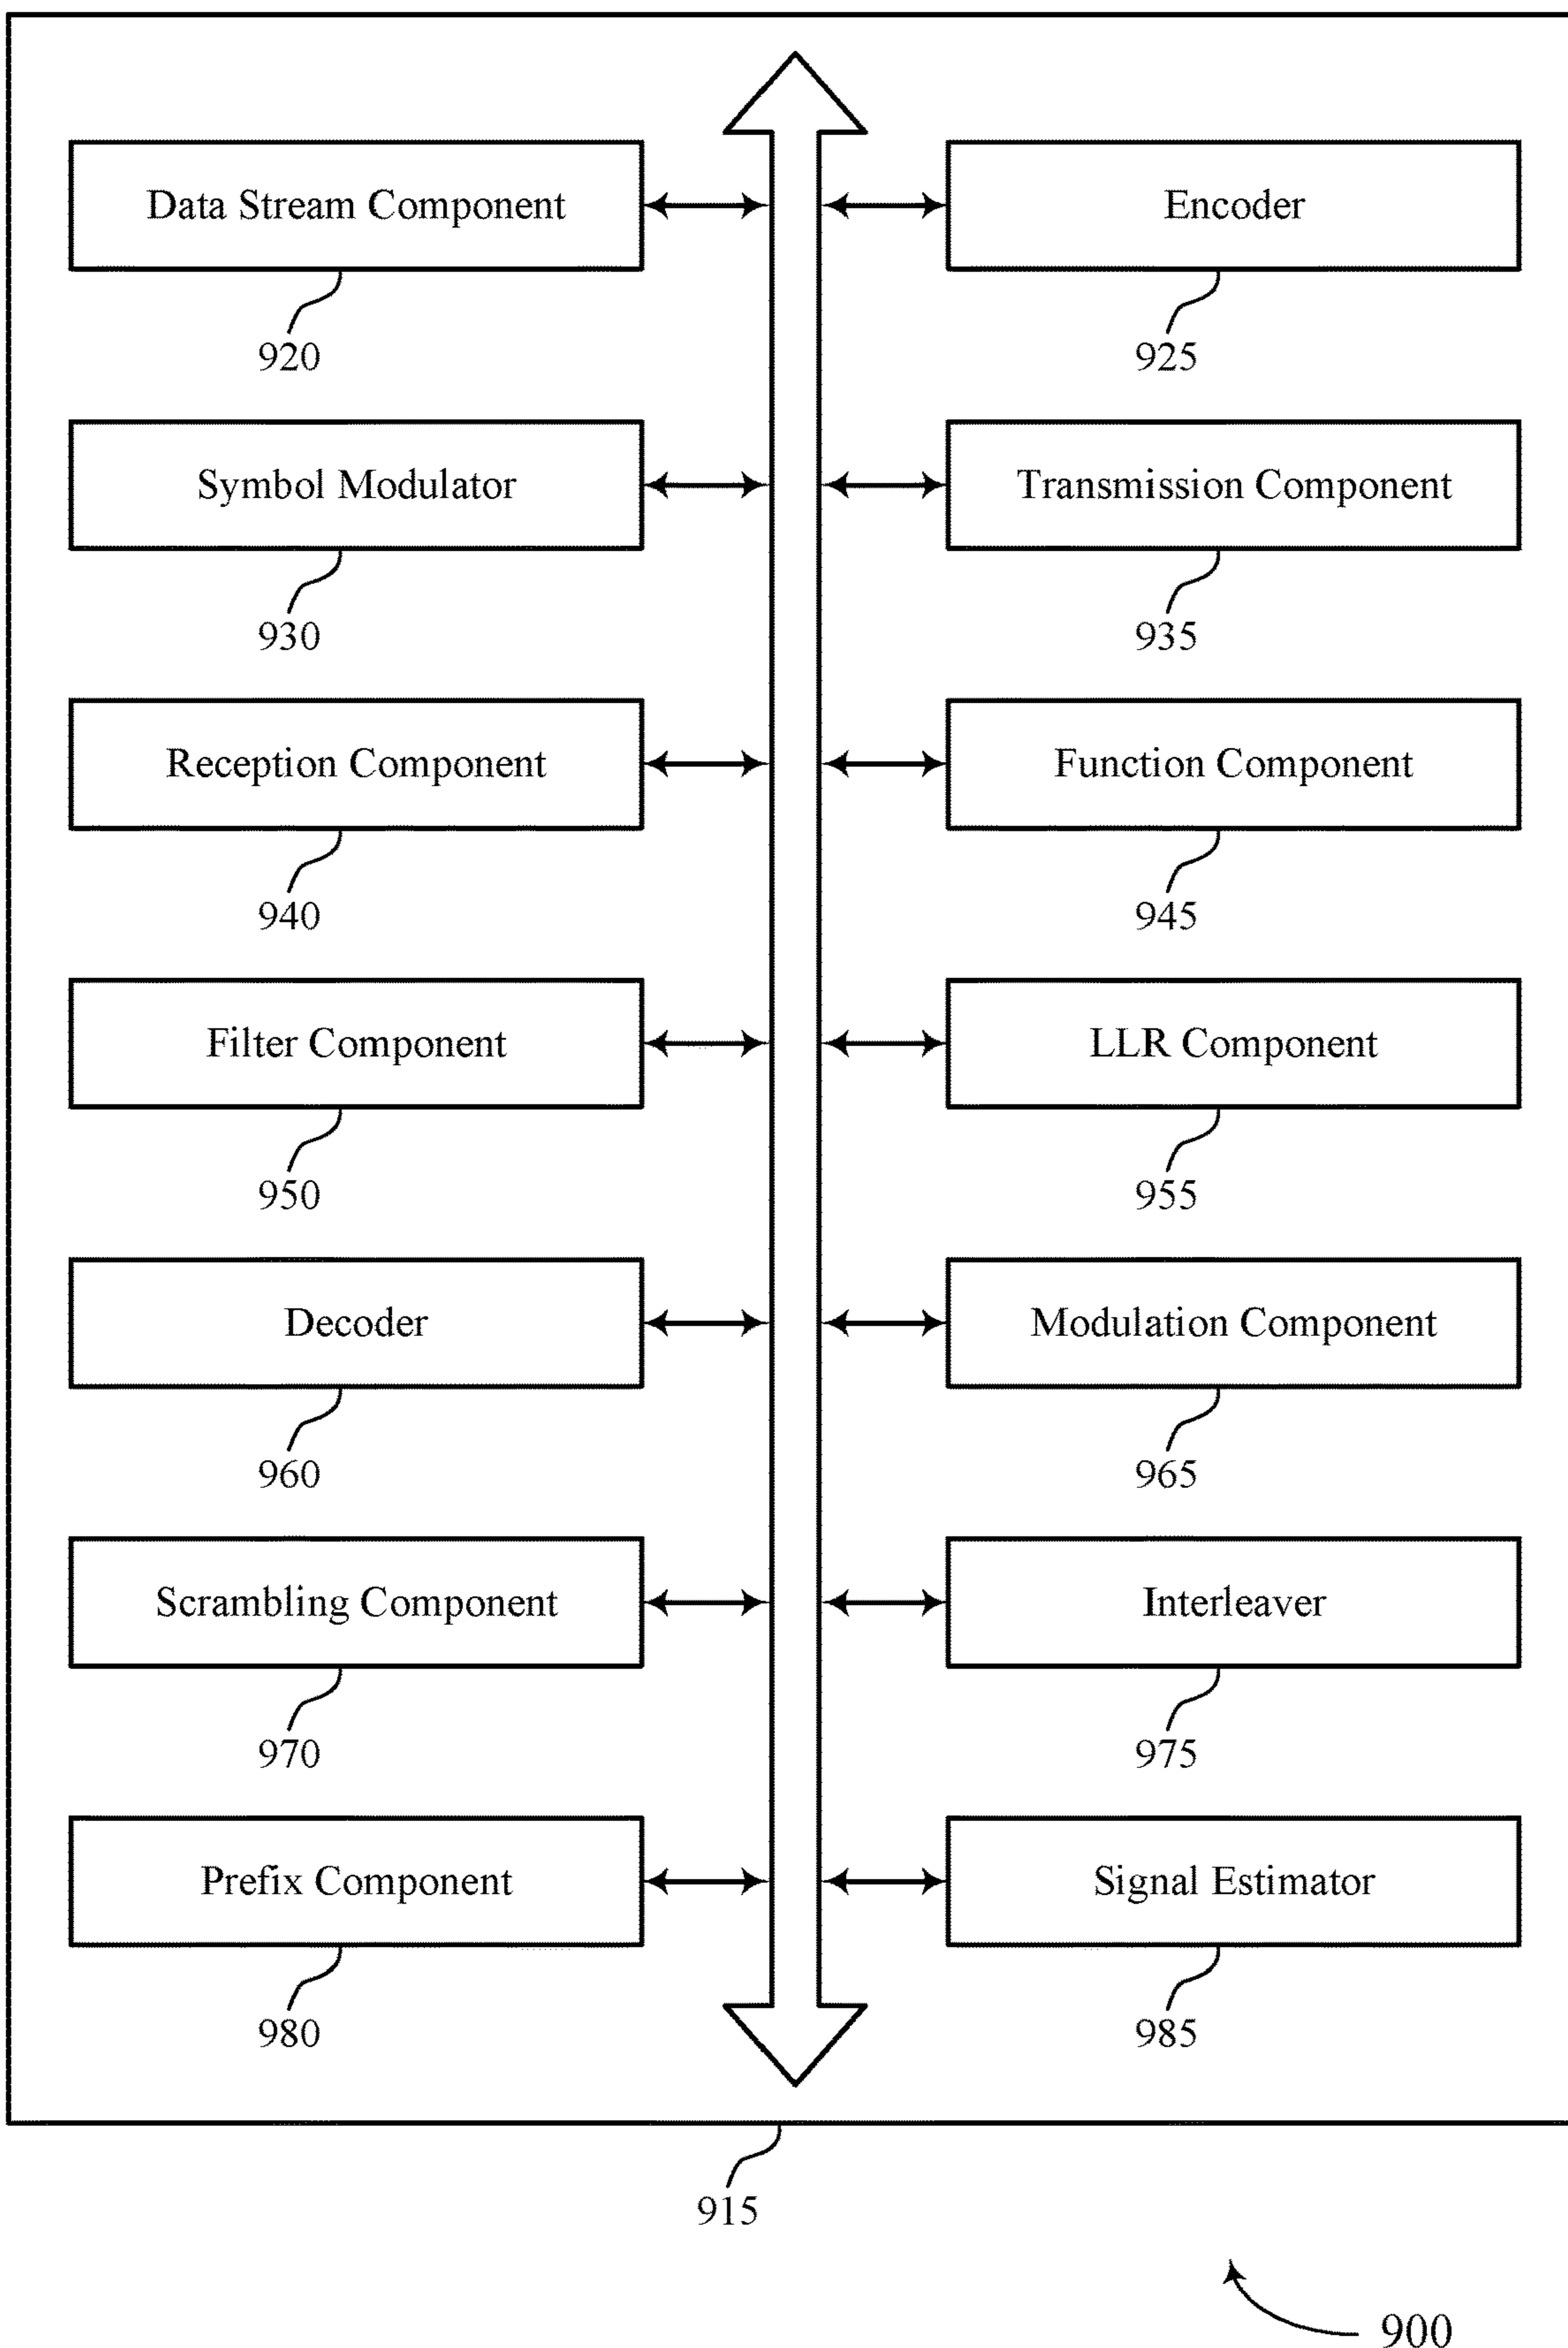 Data Stream Component
Encoder
920
925
Symbol Modulator
Transmission Component
930
935
Reception Component
Function Component
940
945
Filter Component
LLR Component
950
955
Decoder
Modulation Component
960
965
Scrambling Component
Interleaver
970
975
Prefix Component
Signal Estimator
980
985
915
900